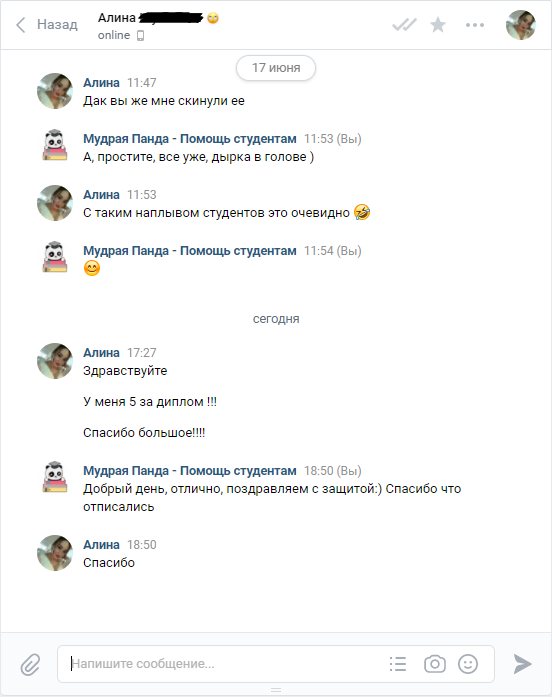 Назад
Алина
online
17 июня
Алина 11:47
Дак вы же мне скинули ее
Мудрая Панда - Помощь студентам 11:53 (Вы)
А, простите, все уже, дырка в голове )
Алина 11:53
С таким наплывом студентов это очевидно 🤣
Мудрая Панда - Помощь студентам 11:54 (Вы)
😊
сегодня
Алина 17:27
Здравствуйте
У меня 5 за диплом !!!
Спасибо большое!!!!
Мудрая Панда - Помощь студентам 18:50 (Вы)
Добрый день, отлично, поздравляем с защитой:) Спасибо что
отписались
Алина 18:50
Спасибо
Напишите сообщение...